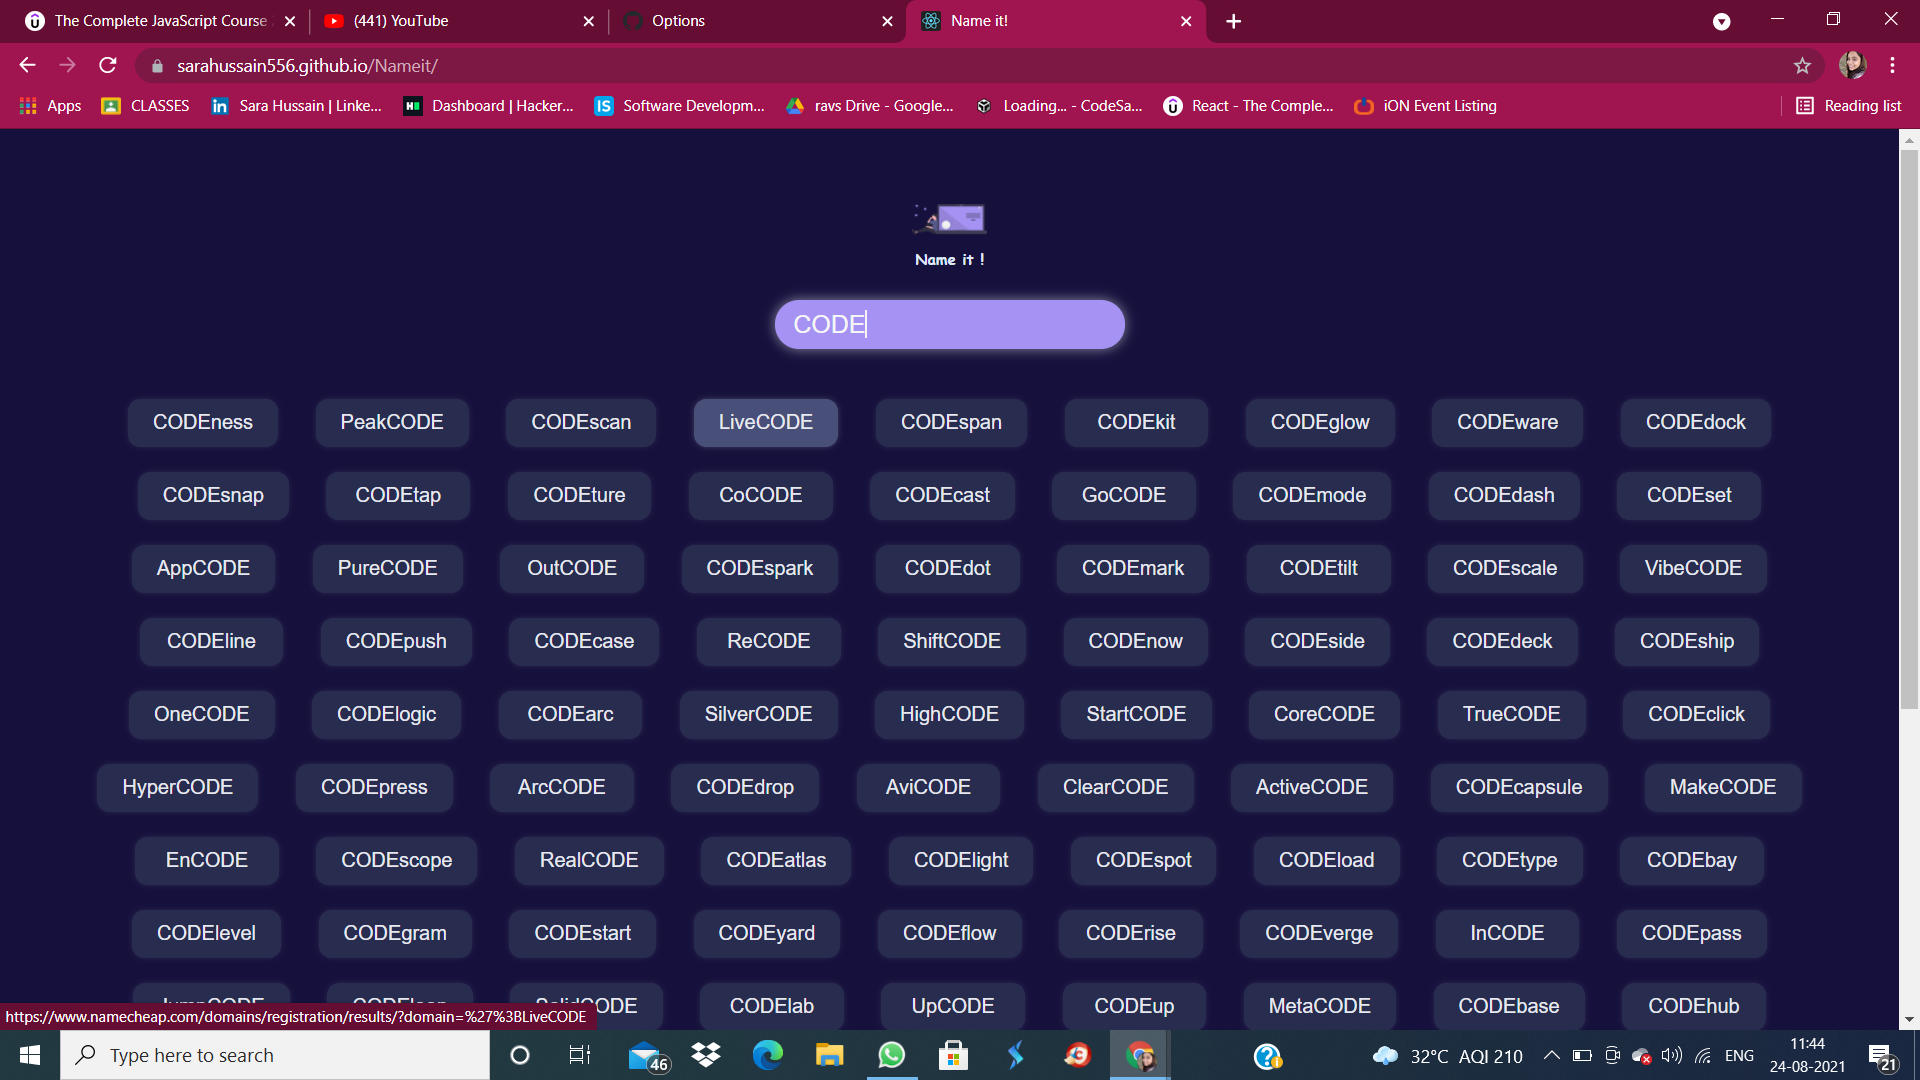 The Complete JavaScript Course
(441) YouTube
Options
Name it!
sarahussain556.github.io/Nameit/
Apps
CLASSES
Sara Hussain | Linke...
Dashboard | Hacker...
Software Developm...
ravs Drive - Google...
Loading... - CodeSa...
React - The Comple...
iON Event Listing
Reading list
Name it !
CODE
CODEness PeakCODE CODEscan LiveCODE CODEspan CODEkit CODEglow CODEware CODEdock
CODEsnap CODEtap CODEture CoCODE CODEcast GoCODE CODEmode CODEdash CODEset
AppCODE PureCODE OutCODE CODEspark CODEdot CODEmark CODEtilt CODEscale VibeCODE
CODEline CODEpush CODEcase ReCODE ShiftCODE CODEnow CODEside CODEdeck CODEship
OneCODE CODElogic CODEarc SilverCODE HighCODE StartCODE CoreCODE TrueCODE CODEclick
HyperCODE CODEpress ArcCODE CODEdrop AviCODE ClearCODE ActiveCODE CODEcapsule MakeCODE
EnCODE CODEscope RealCODE CODEatlas CODElight CODEspot CODEload CODEtype CODEbay
CODElevel CODEgram CODEstart CODEyard CODEflow CODErise CODEverge InCODE CODEpass
SolidCODE CODElab UpCODE CODEup MetaCODE CODEbase CODEhub
https://www.namecheap.com/domains/registration/results/?domain=%27%3BLiveCODE
Type here to search
46
32°C AQI 210
ENG
11:44
24-08-2021
21